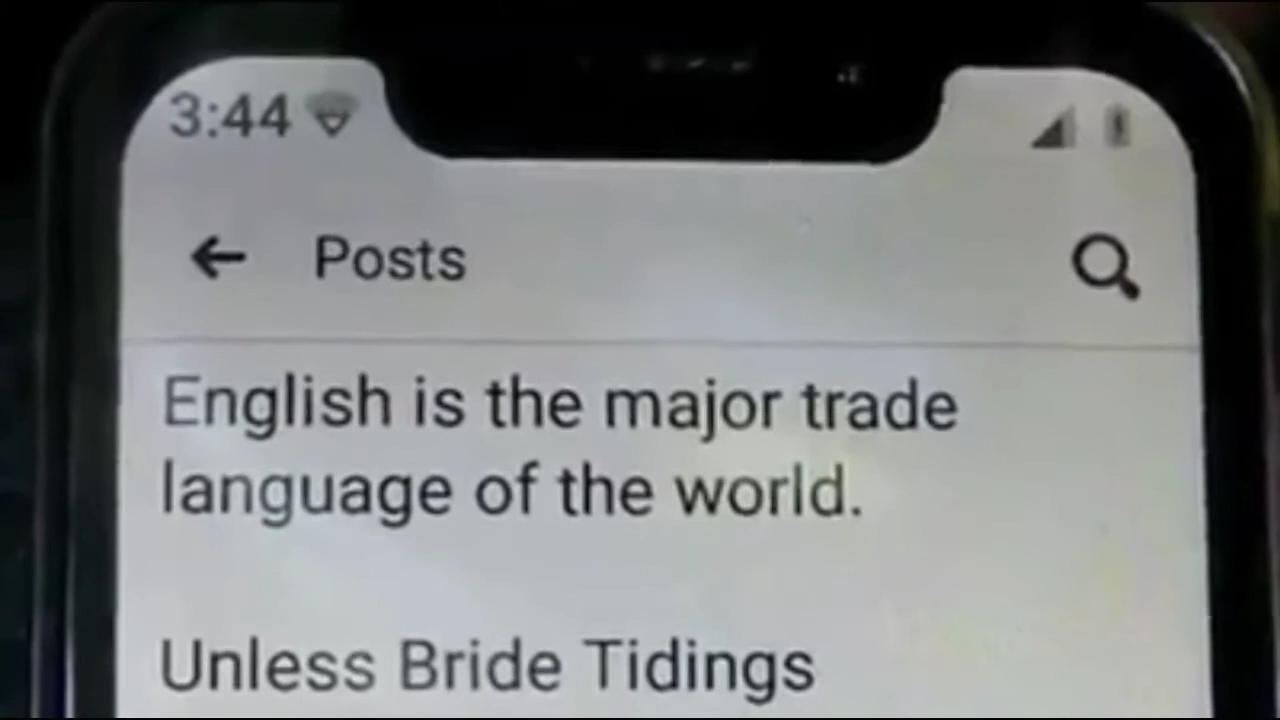 3:44
Posts
English is the major trade
language of the world.
Unless Bride Tidings